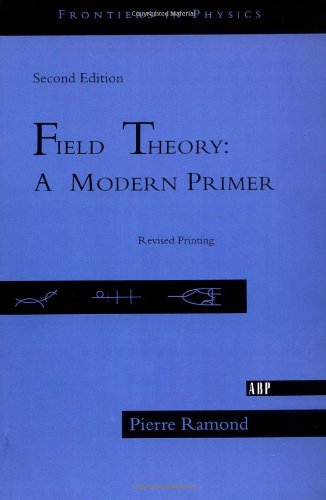 FRONTIERS IN PHYSICS
Second Edition
FIELD THEORY:
A MODERN PRIMER
Revised Printing
ABP
Pierre Ramond